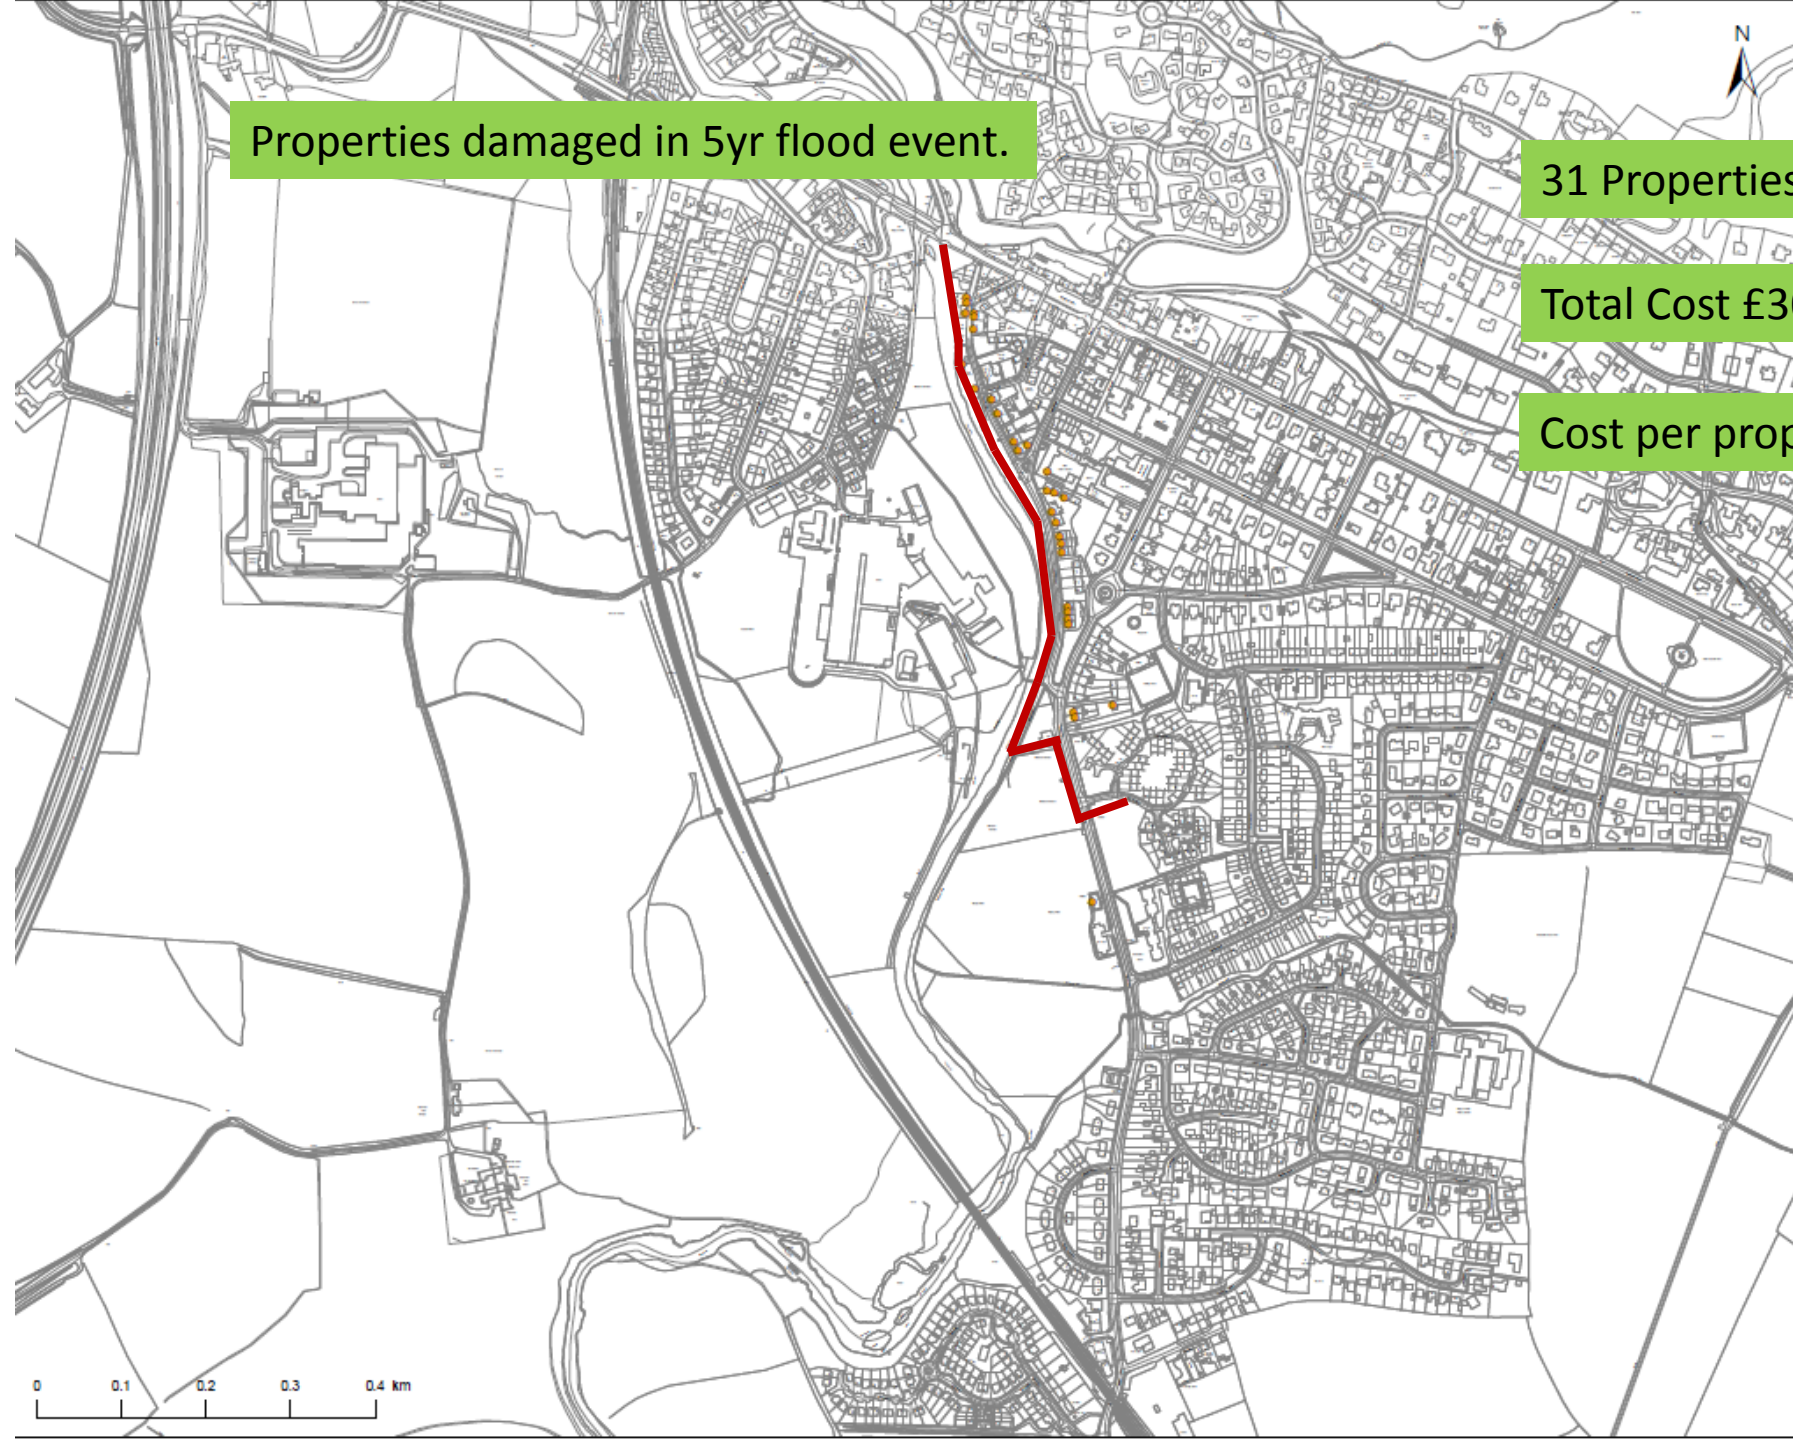 N
Properties damaged in 5yr flood event.
31 Properties
Total Cost £3
Cost per prop
0 0.1 0.2 0.3 0.4 km